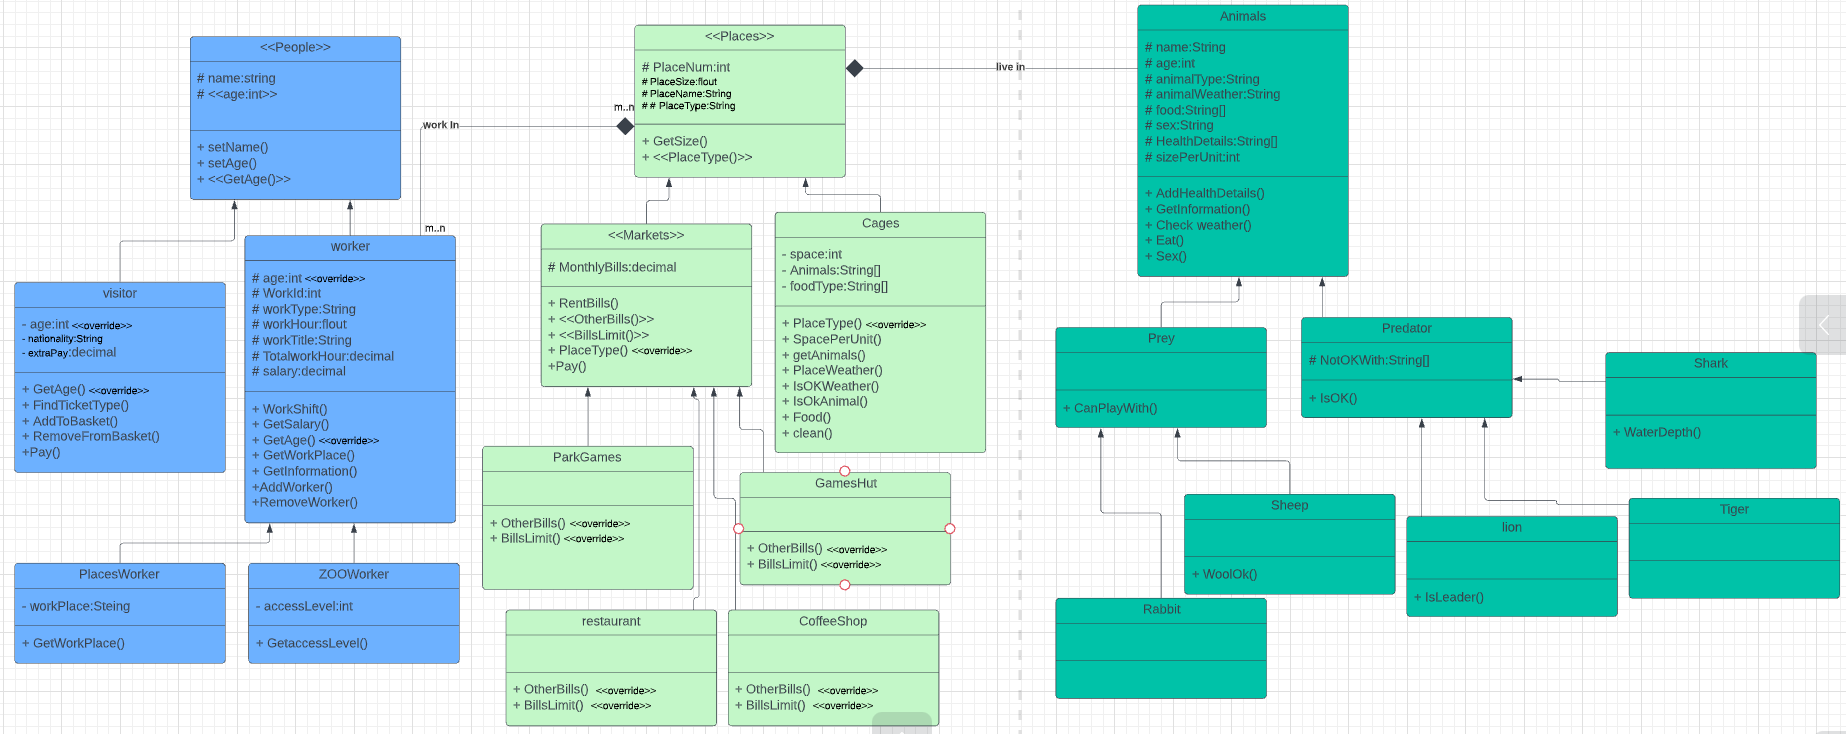 <<People>>
# name:string
# <<age:int>>
+ setName()
+ setAge()
+ <<GetAge()>>
visitor
- age:int <<override>>
- nationality:String
- extraPay:decimal
+ GetAge() <<override>>
+ FindTicketType()
+ AddToBasket()
+ RemoveFromBasket()
+Pay()
worker
# age:int <<override>>
# WorkId:int
# workType:String
# workHour:flout
# workTitle:String
# TotalworkHour:decimal
# salary:decimal
+ WorkShift()
+ GetSalary()
+ GetAge() <<override>>
+ GetWorkPlace()
+ GetInformation()
+AddWorker()
+RemoveWorker()
PlacesWorker
- workPlace:Steing
+ GetWorkPlace()
ZOOWorker
- accessLevel:int
+ GetaccessLevel()
work In
m..n
m..n
<<Places>>
# PlaceNum:int
# PlaceSize:flout
# PlaceName:String
# # PlaceType:String
+ GetSize()
+ <<PlaceType()>>
live in
<<Markets>>
# MonthlyBills:decimal
+ RentBills()
+ <<OtherBills()>>
+ <<BillsLimit()>>
+ PlaceType() <<override>>
+Pay()
Cages
- space:int
- Animals:String[]
- foodType:String[]
+ PlaceType() <<override>>
+ SpacePerUnit()
+ getAnimals()
+ PlaceWeather()
+ IsOKWeather()
+ IsOkAnimal()
+ Food()
+ clean()
ParkGames
+ OtherBills() <<override>>
+ BillsLimit() <<override>>
GamesHut
+ OtherBills() <<override>>
+ BillsLimit() <<override>>
restaurant
+ OtherBills() <<override>>
+ BillsLimit() <<override>>
CoffeeShop
+ OtherBills() <<override>>
+ BillsLimit() <<override>>
Animals
# name:String
# age:int
# animalType:String
# animalWeather:String
# food:String[]
# sex:String
# HealthDetails:String[]
# sizePerUnit:int
+ AddHealthDetails()
+ GetInformation()
+ Check weather()
+ Eat()
+ Sex()
Prey
+ CanPlayWith()
Predator
# NotOKWith:String[]
+ IsOK()
Shark
+ WaterDepth()
Sheep
+ WoolOk()
lion
+ IsLeader()
Tiger
Rabbit